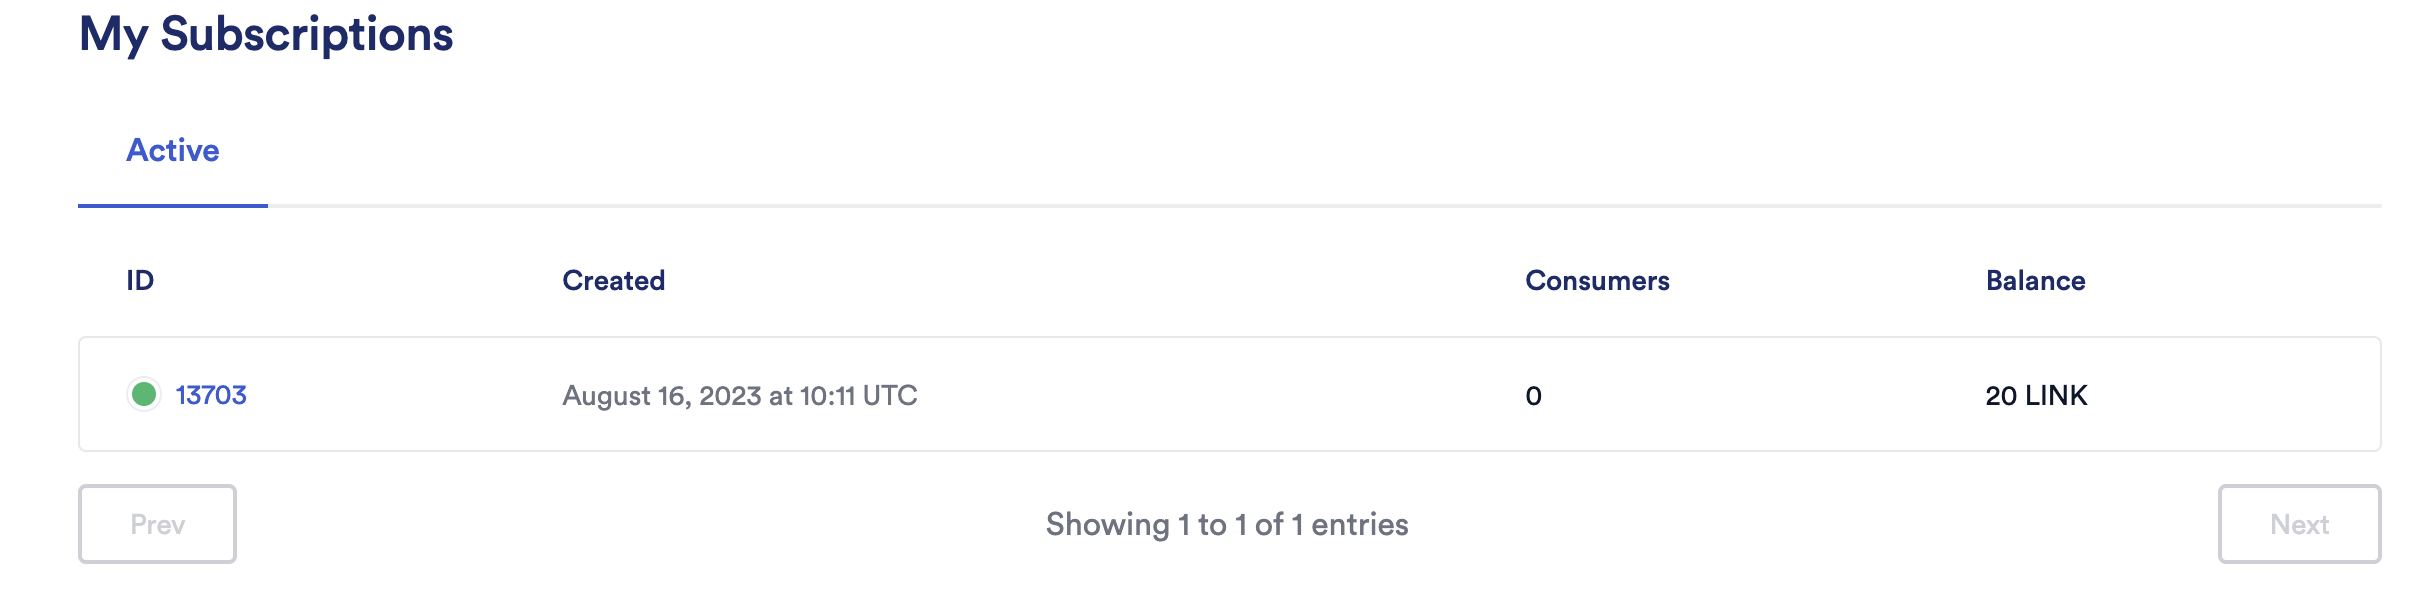 My Subscriptions
Active
ID Created Consumers Balance
13703 August 16, 2023 at 10:11 UTC 0 20 LINK
Prev Showing 1 to 1 of 1 entries Next